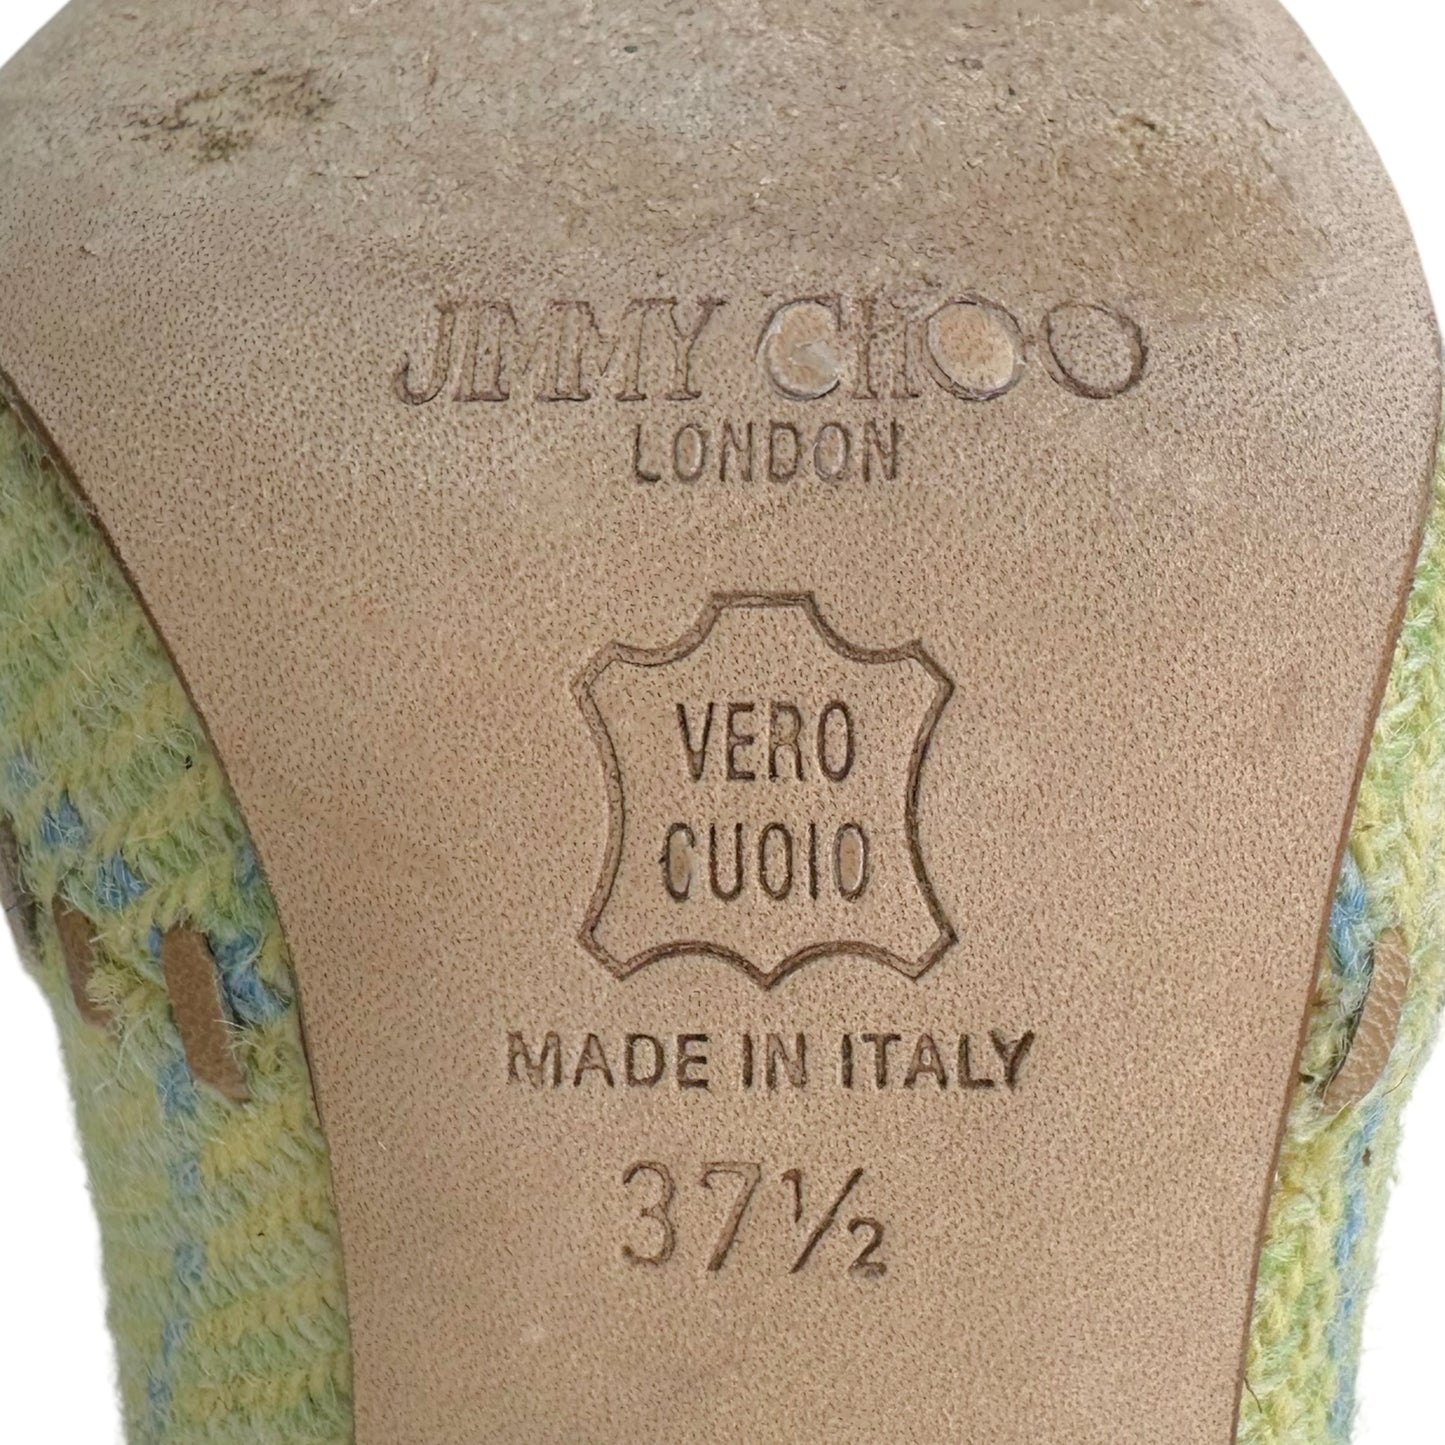 JIMMY CHOO
LONDON
VERO
CUOIO
MADE IN ITALY
37½